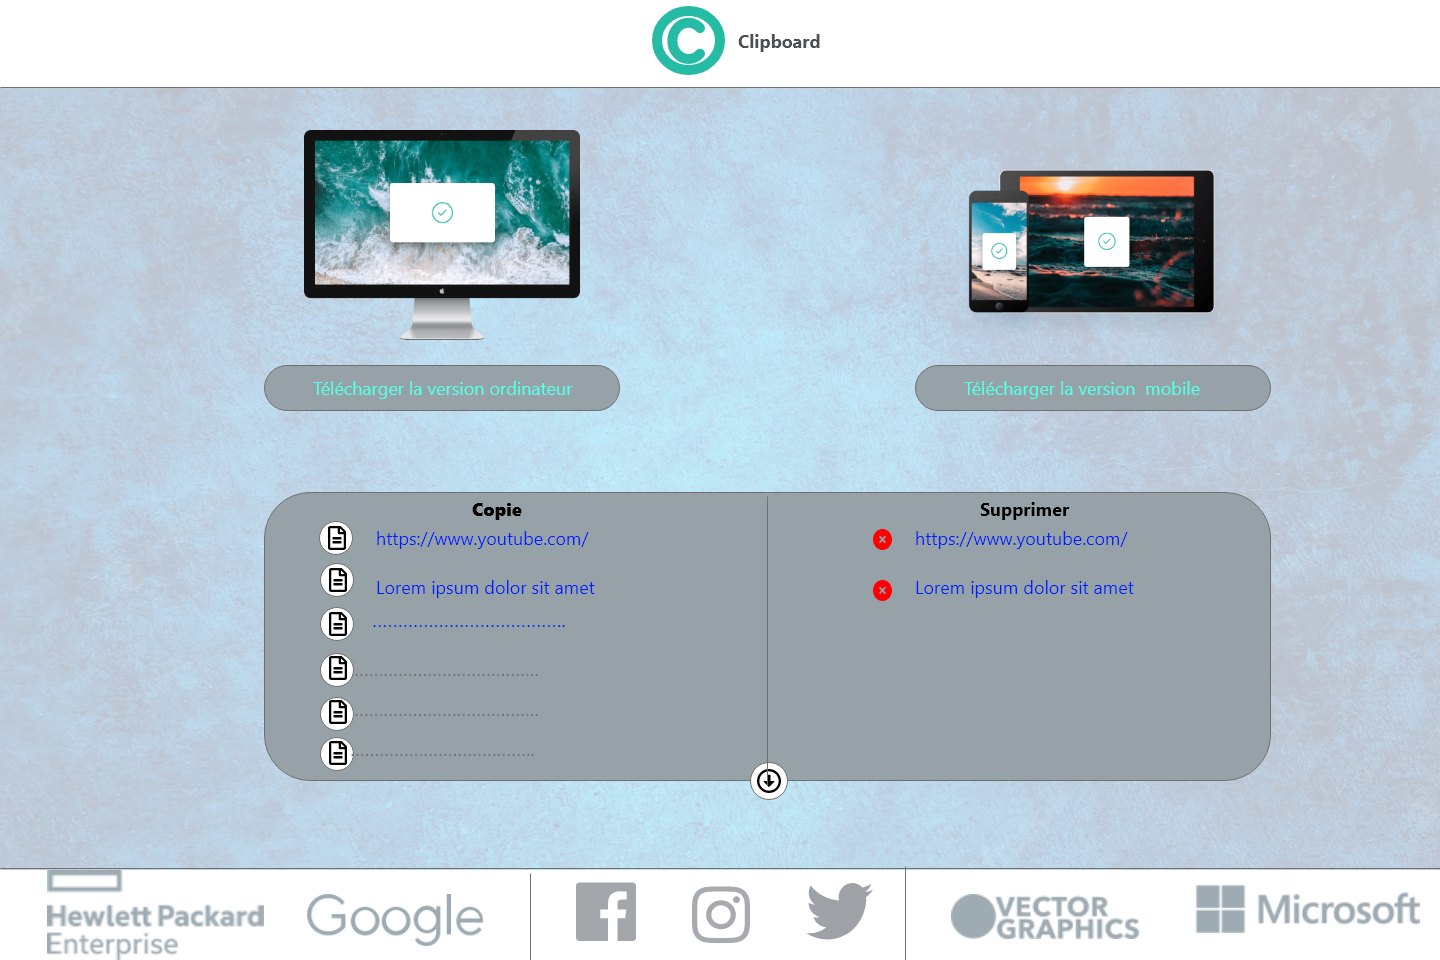 Clipboard
Télécharger la version ordinateur
Télécharger la version  mobile
Copie
https://www.youtube.com/
Lorem ipsum dolor sit amet
.....................................
...................................
...................................
...................................
Supprimer
https://www.youtube.com/
Lorem ipsum dolor sit amet
Hewlett Packard
Enterprise
Google
VECTOR
GRAPHICS
Microsoft